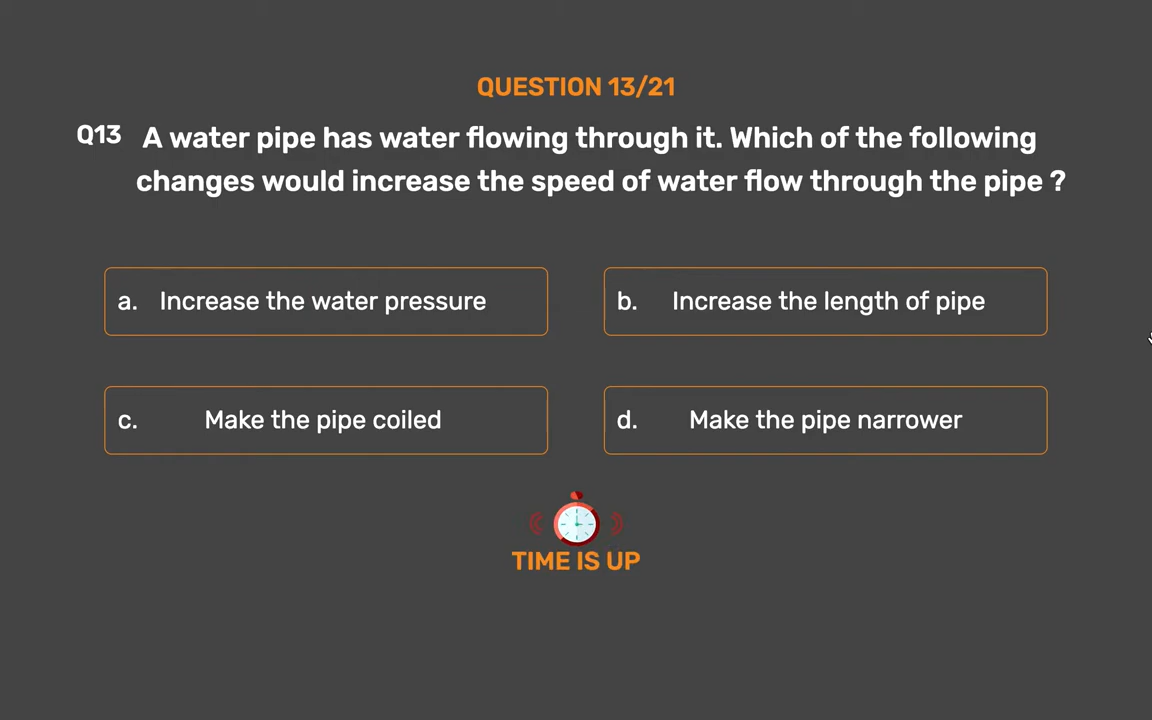 QUESTION 13/21
Q13 A water pipe has water flowing through it. Which of the following
changes would increase the speed of water flow through the pipe ?
a. Increase the water pressure
b. Increase the length of pipe
c. Make the pipe coiled
d. Make the pipe narrower
TIME IS UP